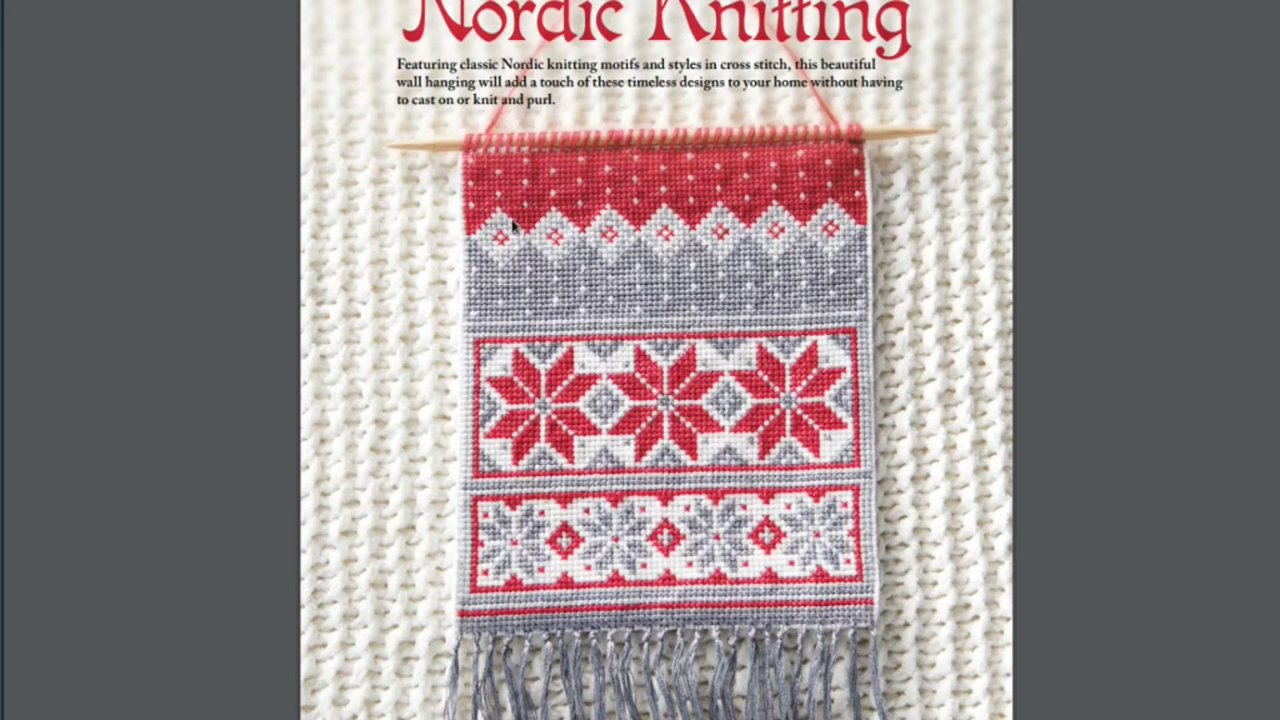 Nordic Knitting
Featuring classic Nordic knitting motifs and styles in cross stitch, this beautiful
wall hanging will add a touch of these timeless designs to your home without having
to cast on or knit and purl.